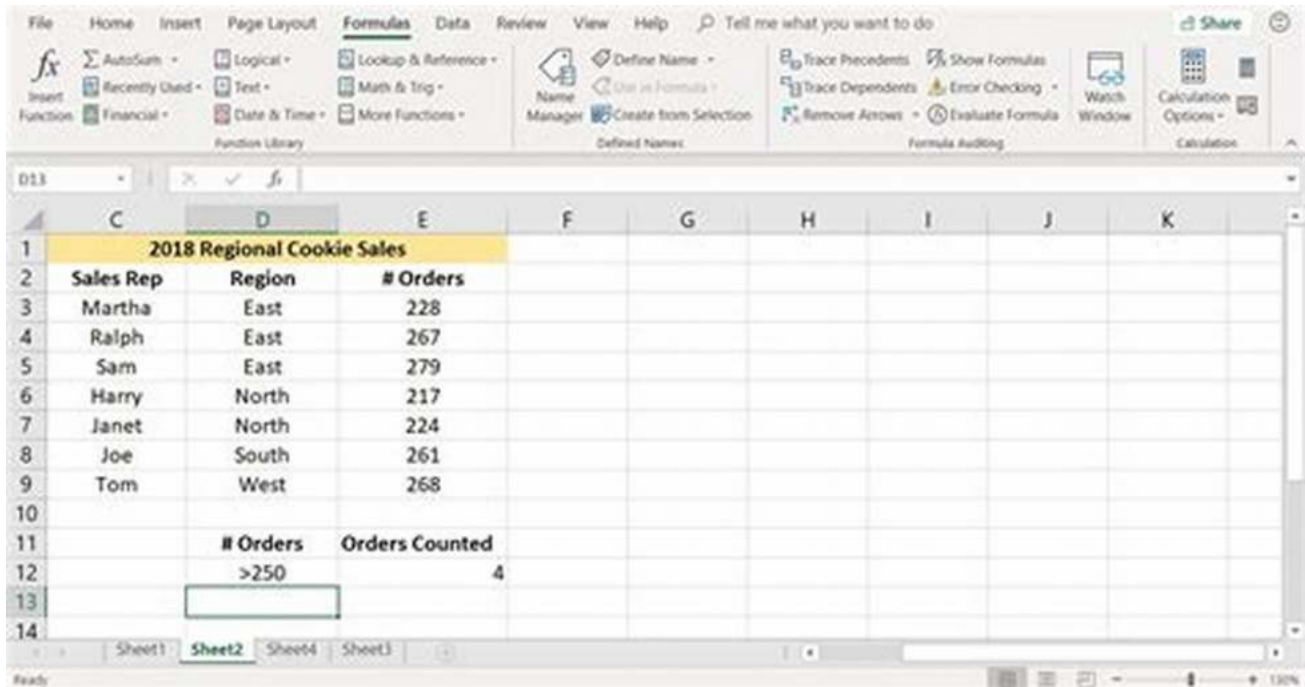 File Home Insert Page Layout Formulas Data Review View Help Tell me what you want to do Share
fx
Insert Function
AutoSum
Recently Used
Financial
Logical
Text
Date & Time
Lookup & Reference
Math & Trig
More Functions
Function Library
Name Manager
Define Name
Use in Formula
Create from Selection
Defined Names
Trace Precedents
Trace Dependents
Remove Arrows
Show Formulas
Error Checking
Evaluate Formula
Watch Window
Formula Auditing
Calculation Options
Calculation
D13 fx
C D E F G H I J K
1 2018 Regional Cookie Sales
2 Sales Rep Region # Orders
3 Martha East 228
4 Ralph East 267
5 Sam East 279
6 Harry North 217
7 Janet North 224
8 Joe South 261
9 Tom West 268
10
11 # Orders Orders Counted
12 >250 4
13
14
Sheet1 Sheet2 Sheet4 Sheet3
Ready 130%